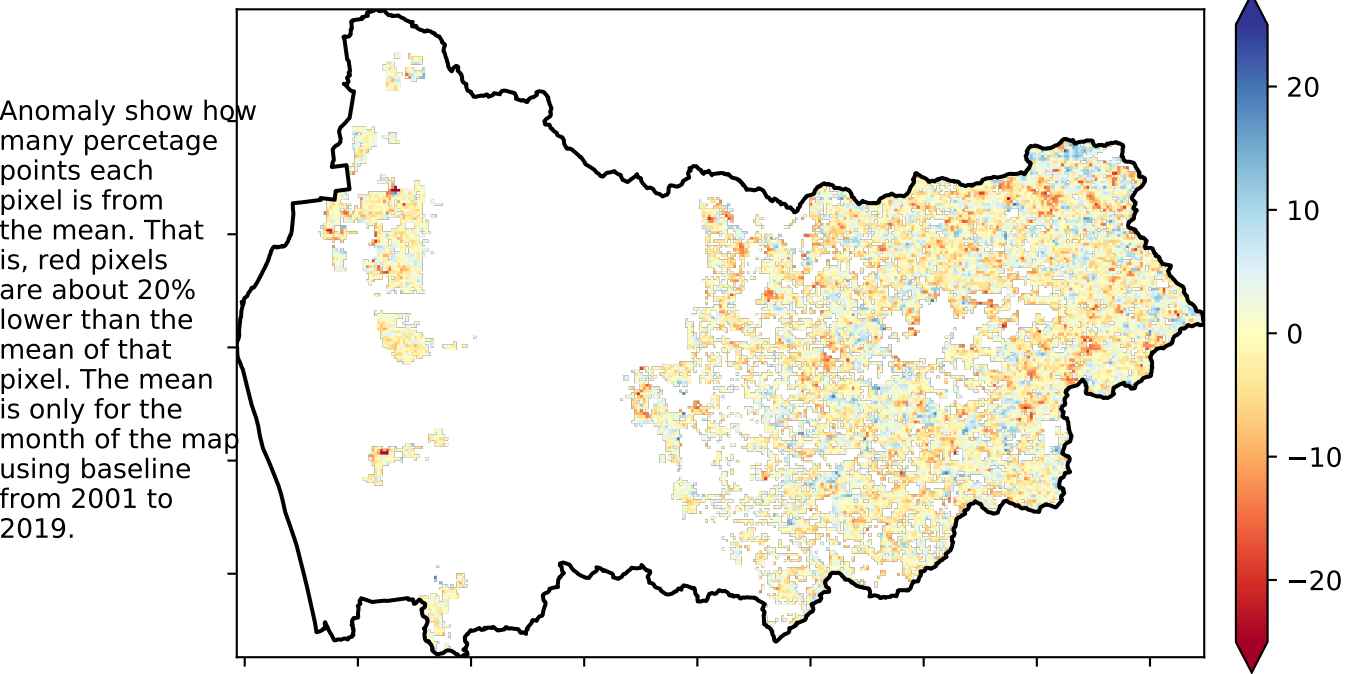 Anomaly show how
many percetage
points each
pixel is from
the mean. That
is, red pixels
are about 20%
lower than the
mean of that
pixel. The mean
is only for the
month of the map
using baseline
from 2001 to
2019.
20
10
0
−10
−20